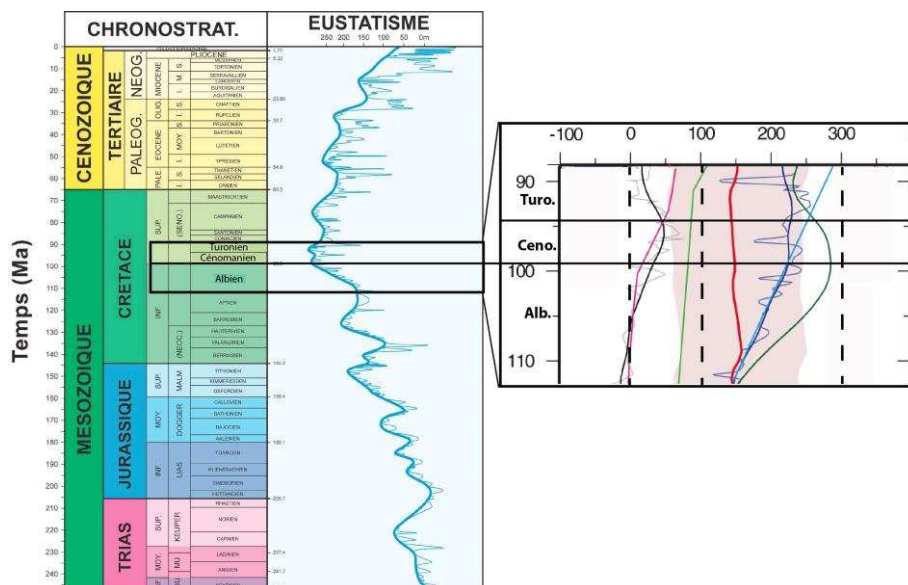 CHRONOSTRAT.
EUSTATISME
250 200 150 100 50 0m
Temps (Ma)
0
10
20
30
40
50
60
70
80
90
100
110
120
130
140
150
160
170
180
190
200
210
220
230
240
CENOZOIQUE
MESOZOIQUE
TERTIAIRE
CRETACE
JURASSIQUE
TRIAS
NEOG.
PALEOG.
MIOCENE
OLIG.
EOCENE
PALE.
SUP.
(SENO.)
INF.
(NEOC.)
SUP.
MALM
MOY.
DOGGER
INF.
LIAS
SUP.
KEUPER
MOY.
MU.
PLIOCENE
TORTONIEN
SERRAVALLIEN
BURDIGALIEN
AQUITANIEN
CHATTIEN
RUPELIEN
PRIABONIEN
BARTONIEN
LUTETIEN
YPRESIEN
THANETIEN
SELANDIEN
DANIEN
MAASTRICHTIEN
CAMPANIEN
SANTONIEN
CONIACIEN
Turonien
Cénomanien
Albien
APTIEN
BARREMIEN
HAUTERIVIEN
VALANGINIEN
BERRIASIEN
TITHONIEN
KIMMERIDGIEN
OXFORDIEN
CALLOVIEN
BATHONIEN
BAJOCIEN
AALENIEN
TOARCIEN
PLIENSBACHIEN
SINEMURIEN
HETTANGIEN
RHAETIEN
NORIEN
CARNIEN
LADINIEN
ANISIEN
-100 0 100 200 300
90
Turo.
Ceno.
100
Alb.
110